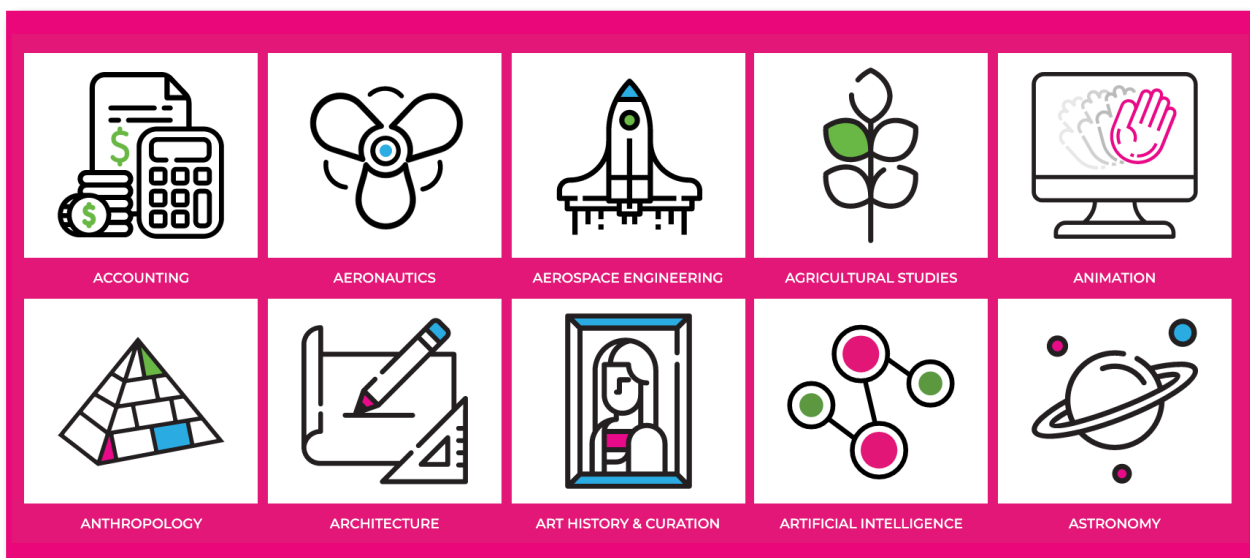 $
$
ACCOUNTING
AERONAUTICS
AEROSPACE ENGINEERING
AGRICULTURAL STUDIES
ANIMATION
ANTHROPOLOGY
ARCHITECTURE
ART HISTORY & CURATION
ARTIFICIAL INTELLIGENCE
ASTRONOMY